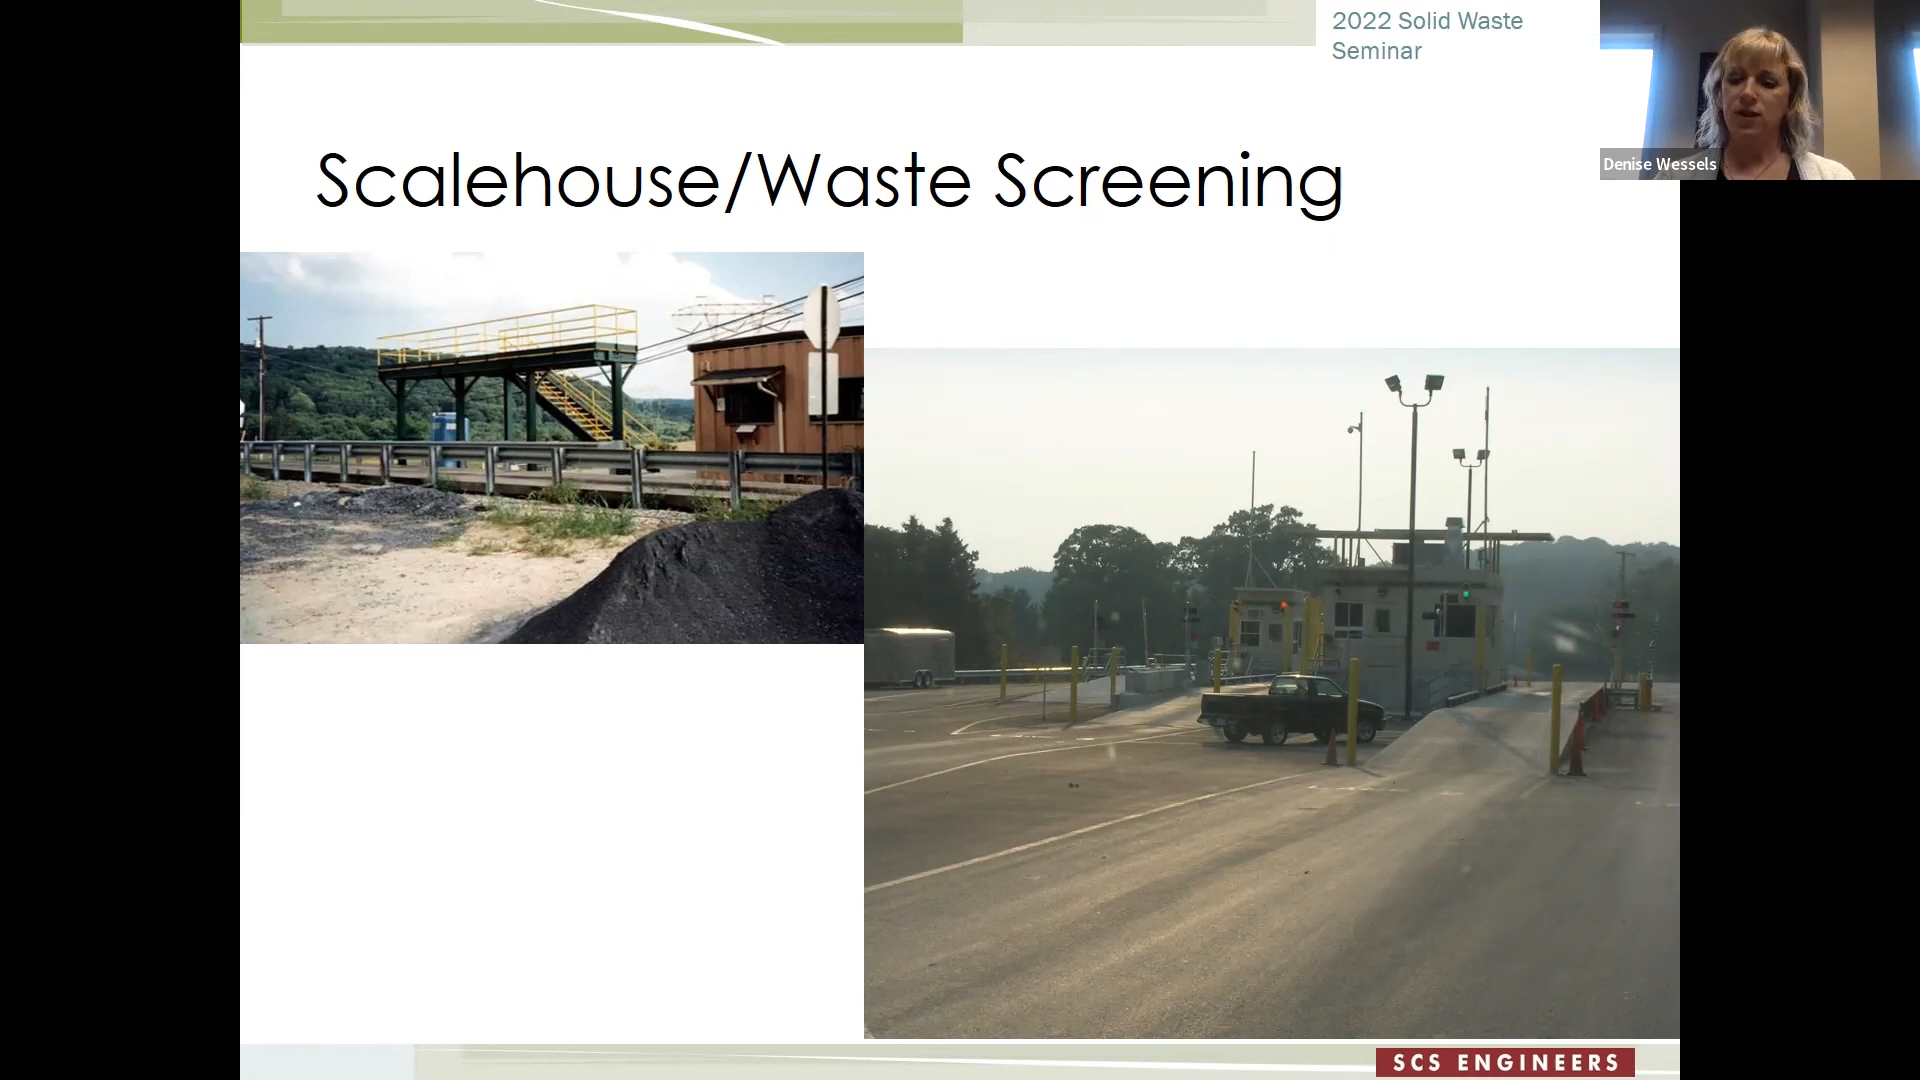 2022 Solid Waste
Seminar
Denise Wessels
Scalehouse/Waste Screening
SCS ENGINEERS